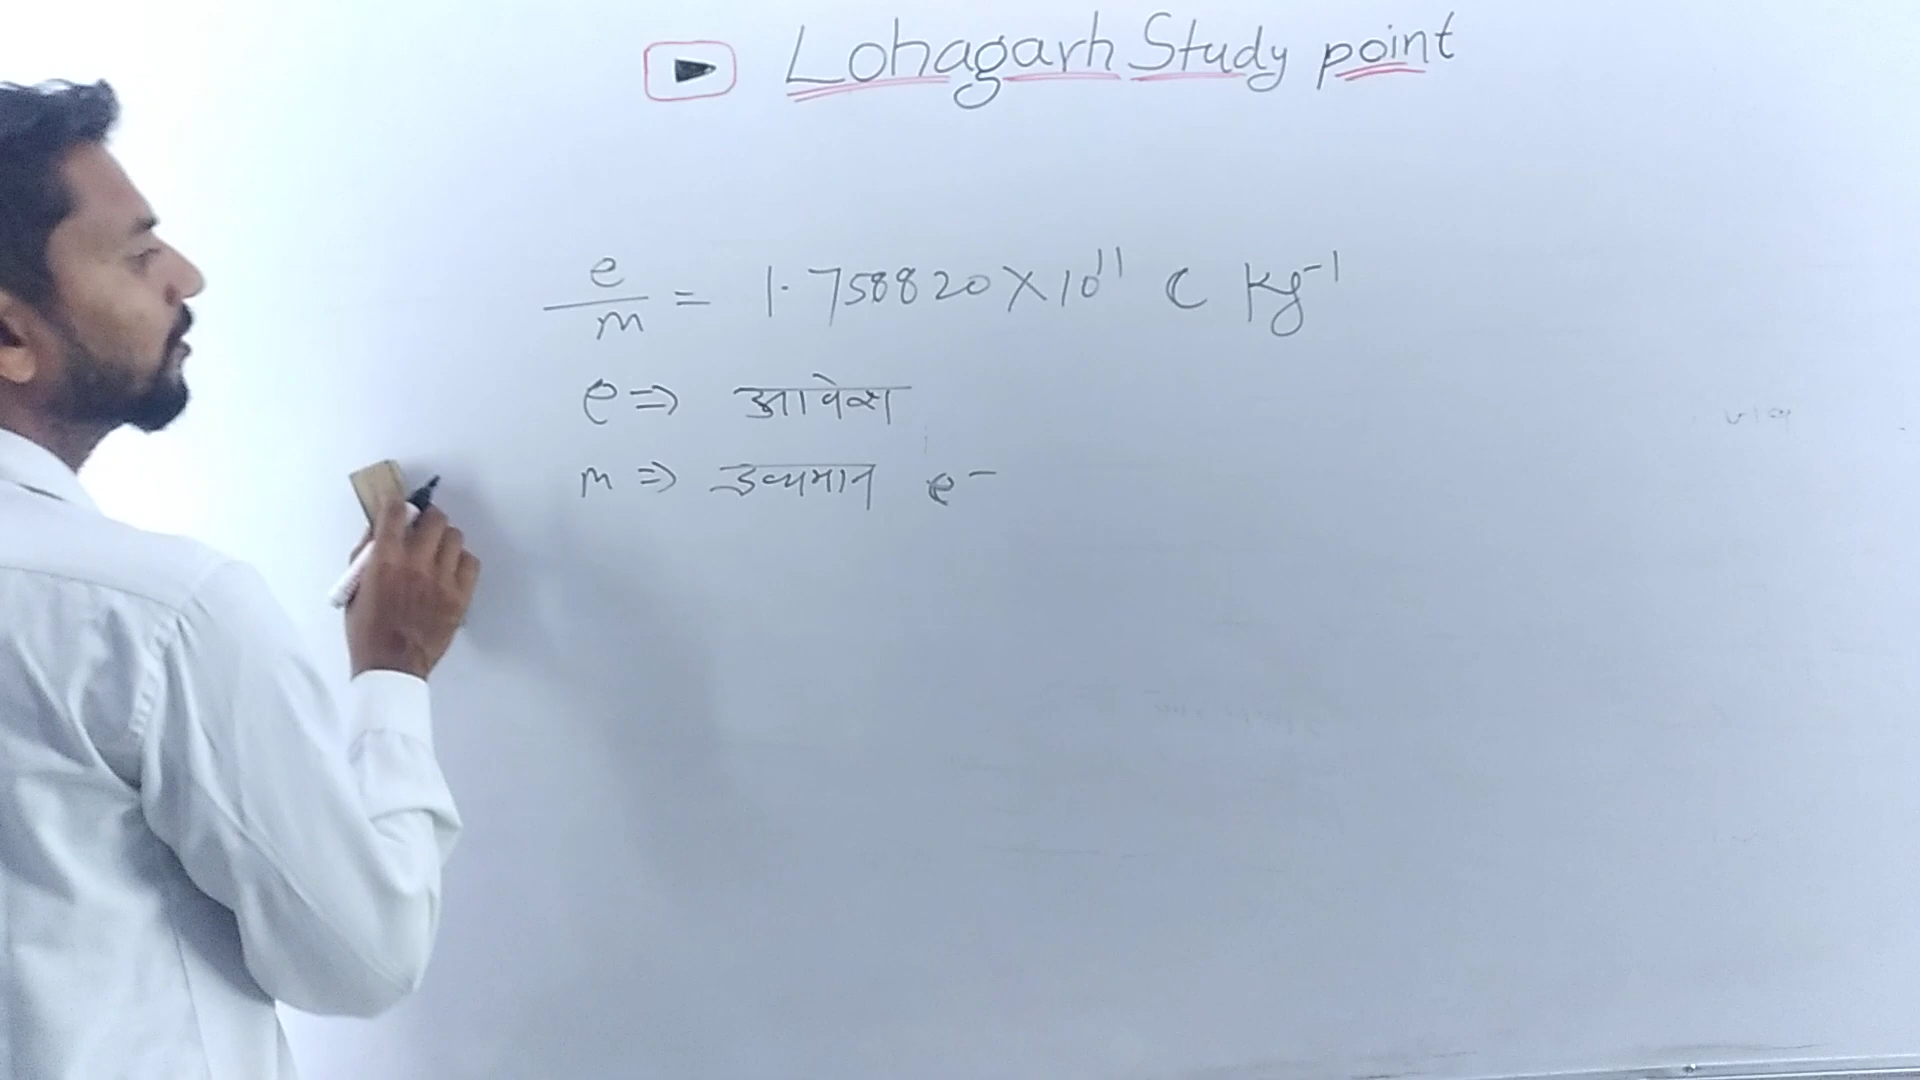 Lohagarh Study point
e/m = 1.758820 × 10¹¹ C Kg⁻¹
e ⇒ आवेश
m ⇒ द्रव्यमान e⁻